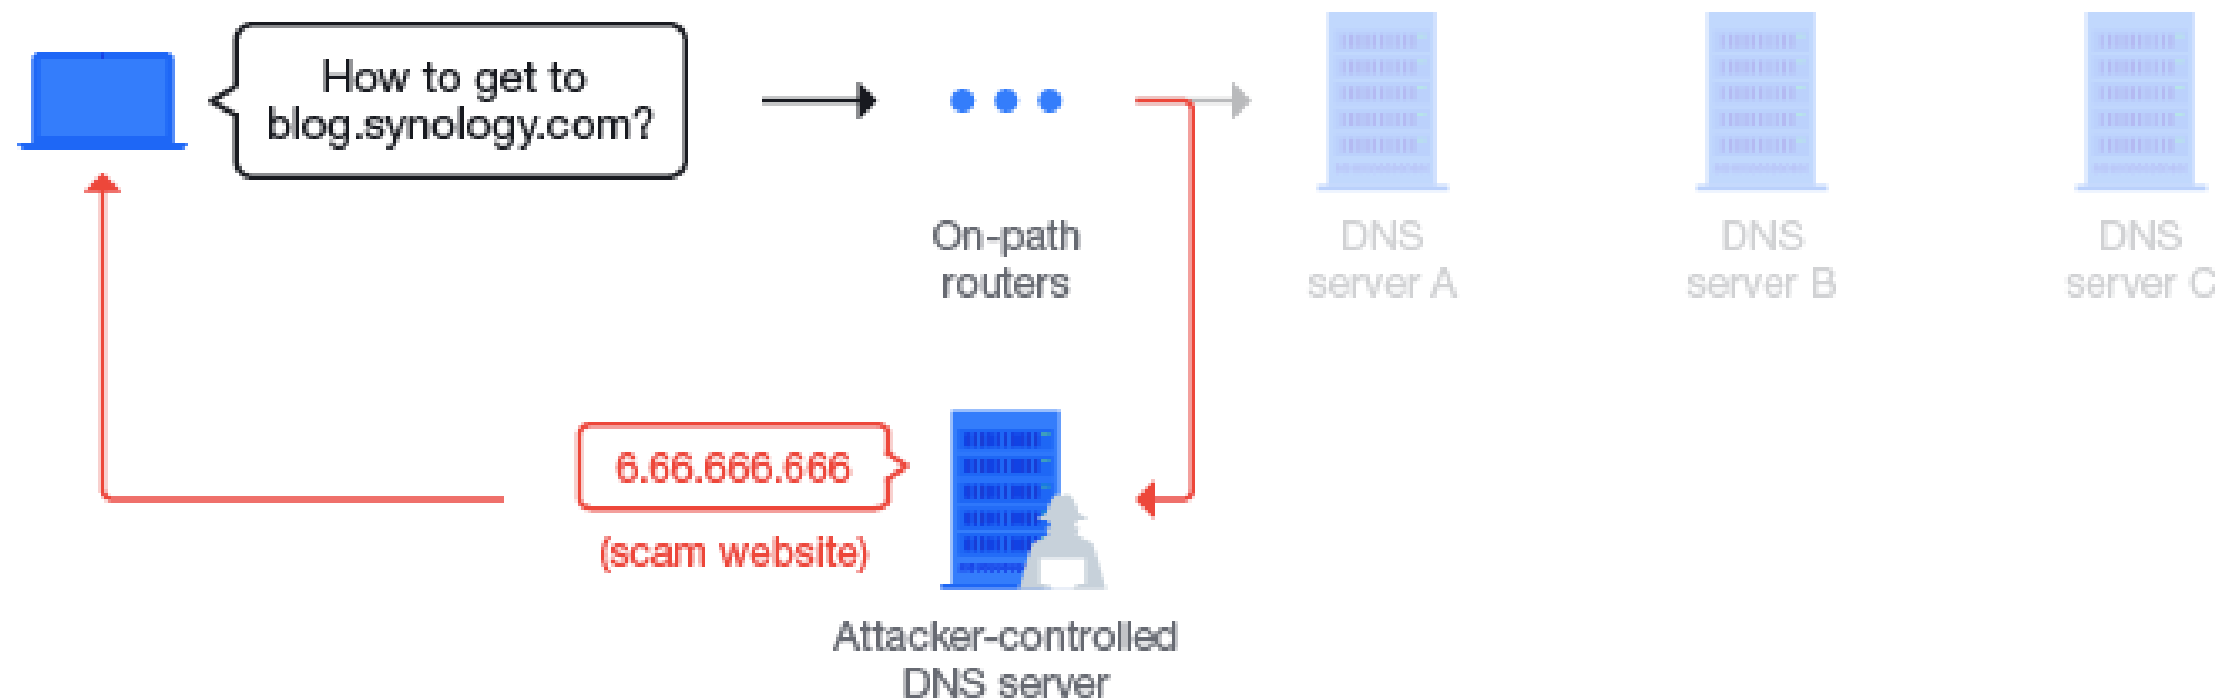 How to get to
blog.synology.com?
On-path
routers
DNS
server A
DNS
server B
DNS
server C
6.66.666.666
(scam website)
Attacker-controlled
DNS server